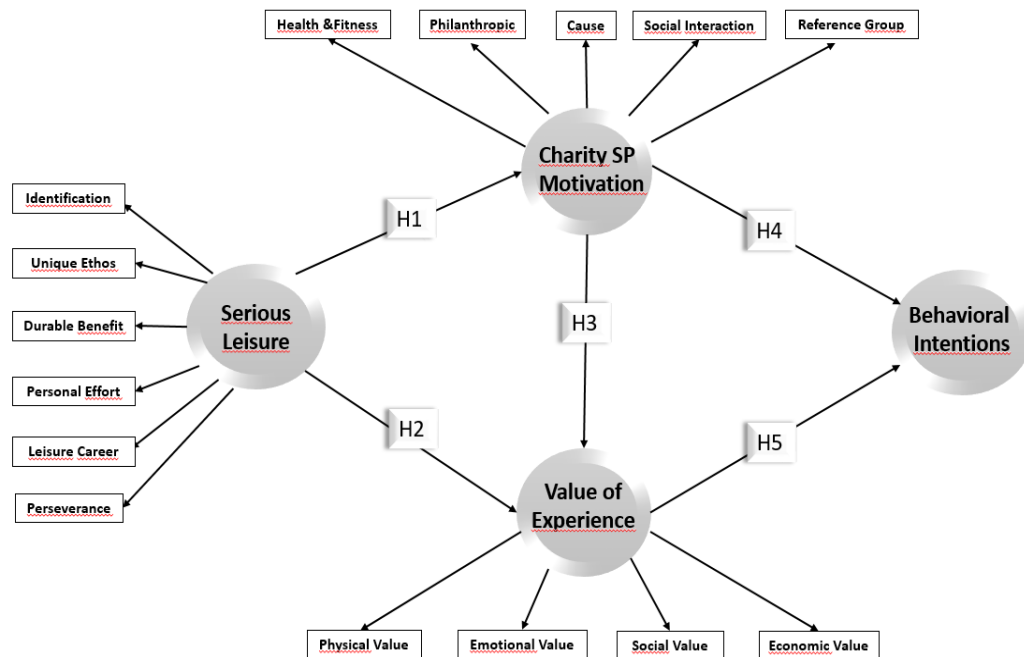 Health &Fitness
Philanthropic
Cause
Social Interaction
Reference Group
Charity SP
Motivation
Identification
Unique Ethos
Durable Benefit
Personal Effort
Leisure Career
Perseverance
Serious
Leisure
H1
H2
H3
H4
H5
Behavioral
Intentions
Value of
Experience
Physical Value
Emotional Value
Social Value
Economic Value